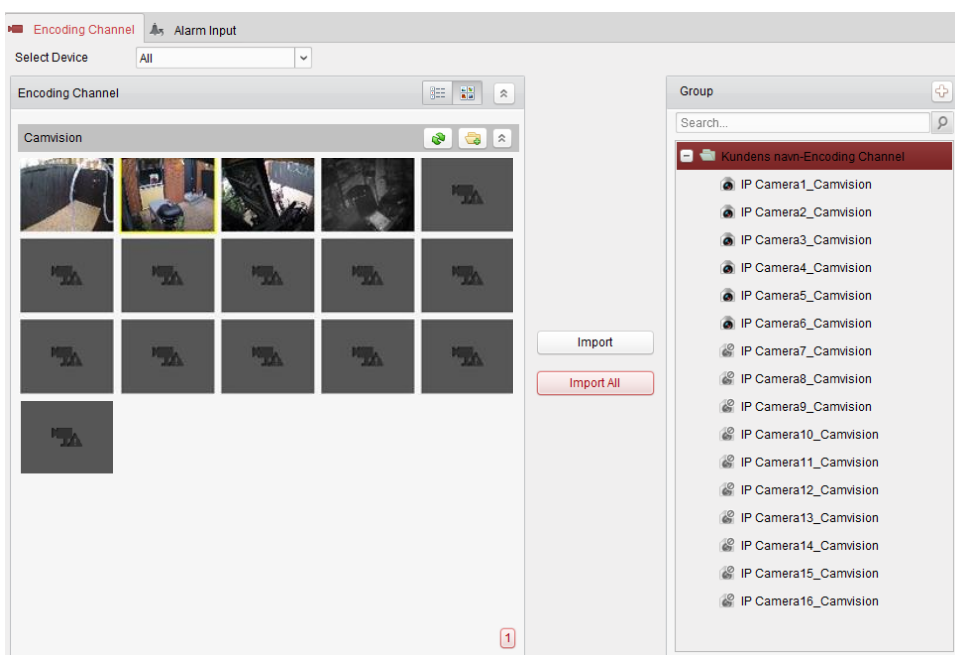 Encoding Channel
Alarm Input
Select Device
All
Encoding Channel
Camvision
1
Import
Import All
Group
Search...
Kundens navn-Encoding Channel
IP Camera1_Camvision
IP Camera2_Camvision
IP Camera3_Camvision
IP Camera4_Camvision
IP Camera5_Camvision
IP Camera6_Camvision
IP Camera7_Camvision
IP Camera8_Camvision
IP Camera9_Camvision
IP Camera10_Camvision
IP Camera11_Camvision
IP Camera12_Camvision
IP Camera13_Camvision
IP Camera14_Camvision
IP Camera15_Camvision
IP Camera16_Camvision